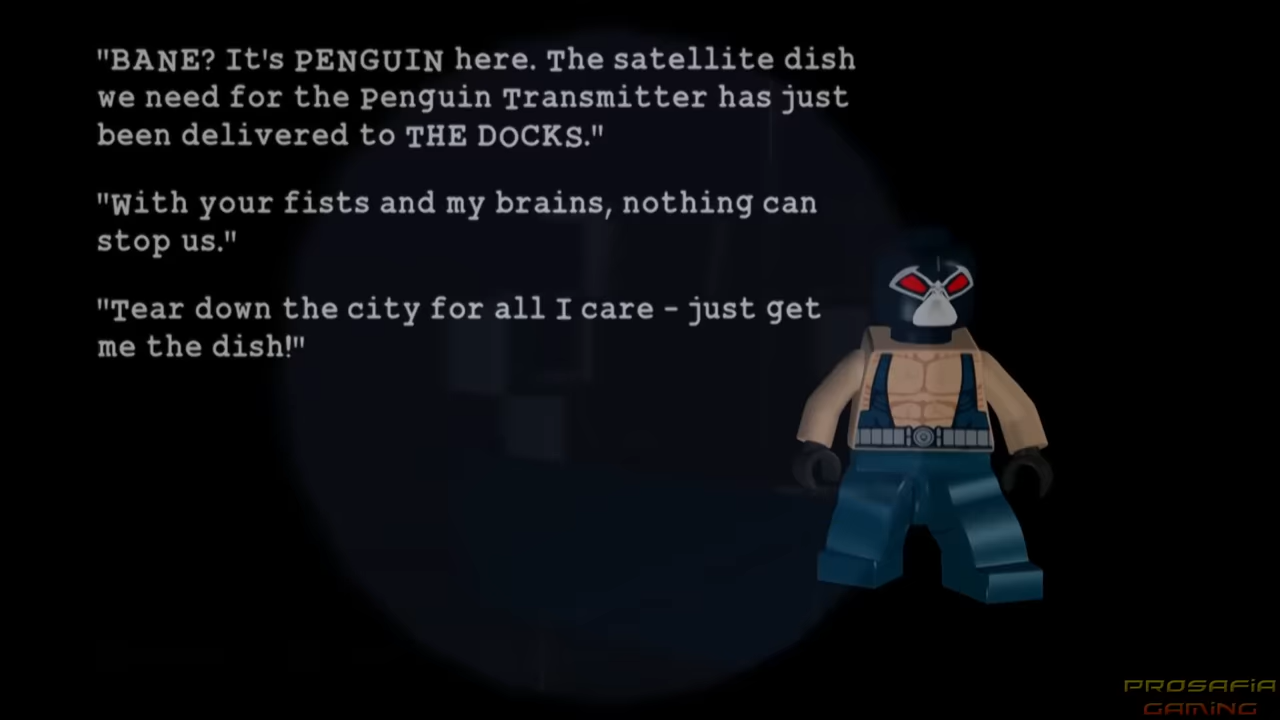 "BANE? It's PENGUIN here. The satellite dish
we need for the Penguin Transmitter has just
been delivered to THE DOCKS."
"With your fists and my brains, nothing can
stop us."
"Tear down the city for all I care - just get
me the dish!"
PROSAFiA
GAMiNG